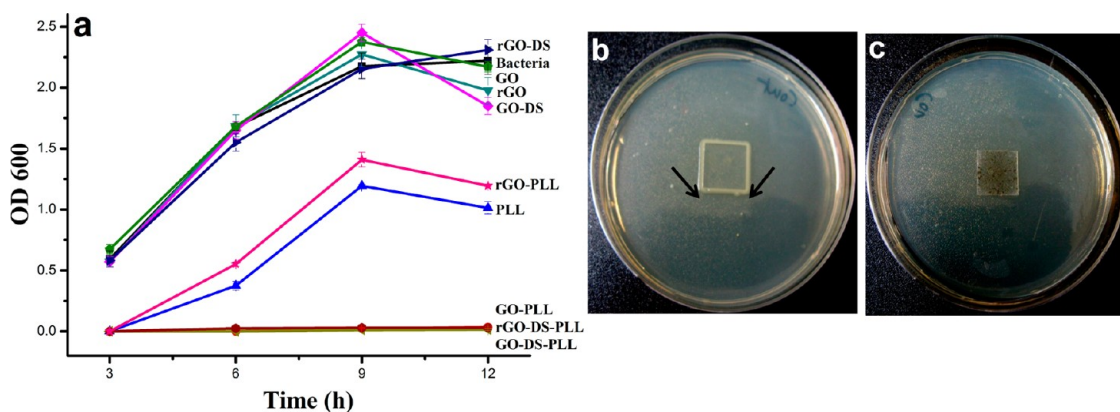 a
OD 600
2.5
2.0
1.5
1.0
0.5
0.0
3
6
9
12
Time (h)
rGO-DS
Bacteria
GO
rGO
GO-DS
rGO-PLL
PLL
GO-PLL
rGO-DS-PLL
GO-DS-PLL
b
c